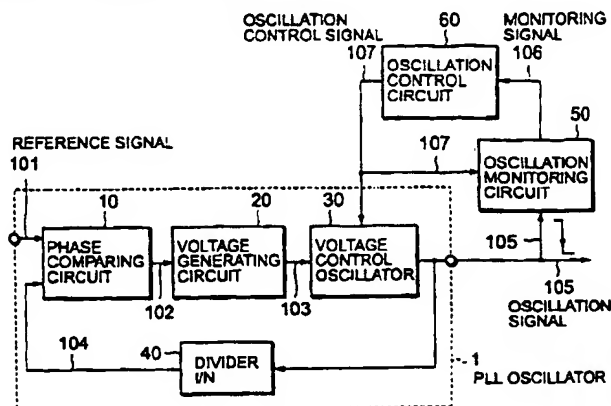 OSCILLATION
CONTROL SIGNAL
107
60
OSCILLATION
CONTROL
CIRCUIT
MONITORING
SIGNAL
106
50
OSCILLATION
MONITORING
CIRCUIT
107
REFERENCE SIGNAL
101
10
PHASE
COMPARING
CIRCUIT
102
20
VOLTAGE
GENERATING
CIRCUIT
103
30
VOLTAGE
CONTROL
OSCILLATOR
105
105
OSCILLATION
SIGNAL
104
40
DIVIDER
I/N
1
PLL OSCILLATOR